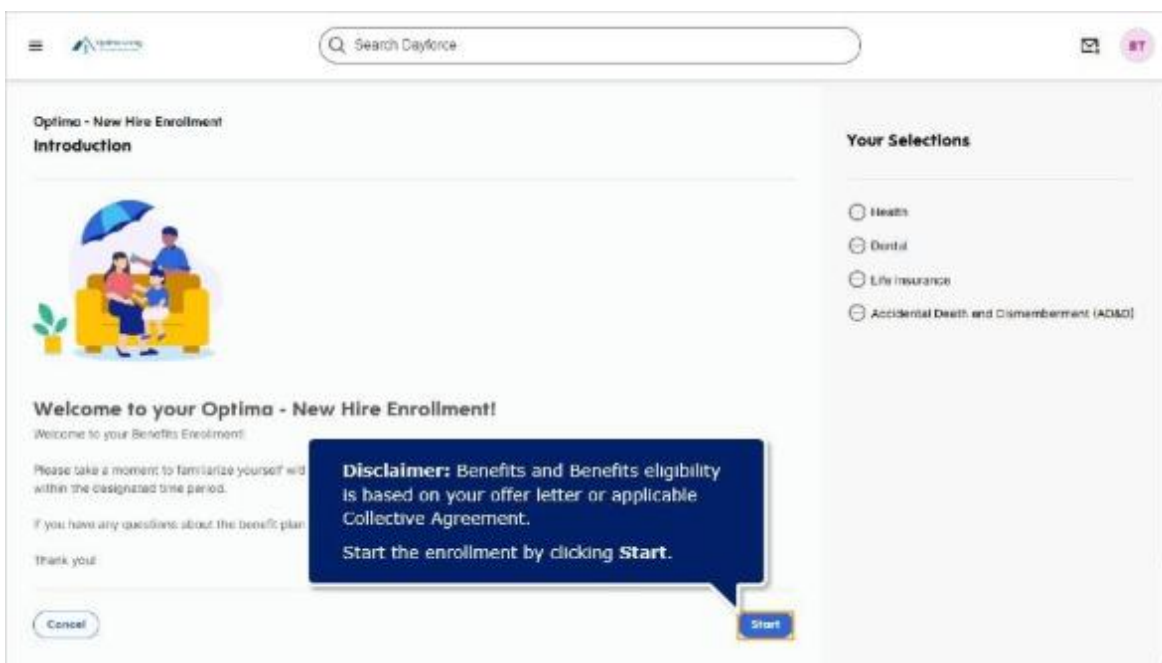 Search Dayforce
BT
Optima - New Hire Enrollment
Introduction
Your Selections
Health
Dental
Life Insurance
Accidental Death and Dismemberment (AD&D)
Welcome to your Optima - New Hire Enrollment!
Welcome to your Benefits Enrollment!
Please take a moment to familiarize yourself wit
within the designated time period.
If you have any questions about the benefit plan
Thank you!
Disclaimer: Benefits and Benefits eligibility
is based on your offer letter or applicable
Collective Agreement.
Start the enrollment by clicking Start.
Cancel
Start